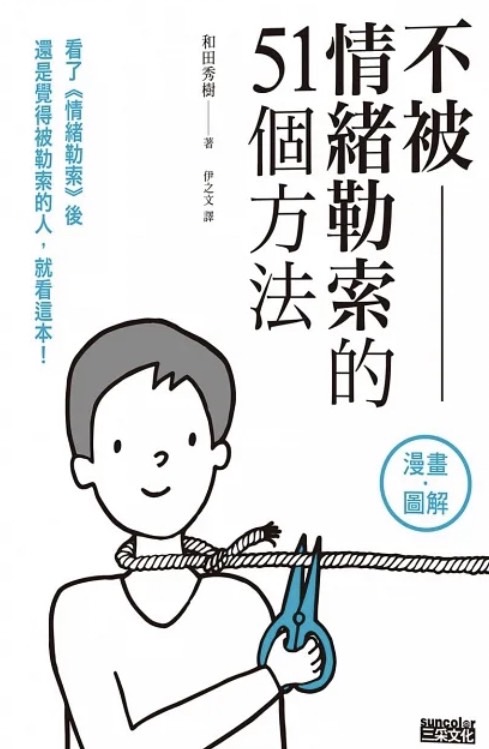 不被——
情緒勒索的
51個方法
和田秀樹——著
伊之文 譯
看了《情緒勒索》後
還是覺得被勒索的人，就看這本！
漫畫・
圖解
suncolor
三采文化